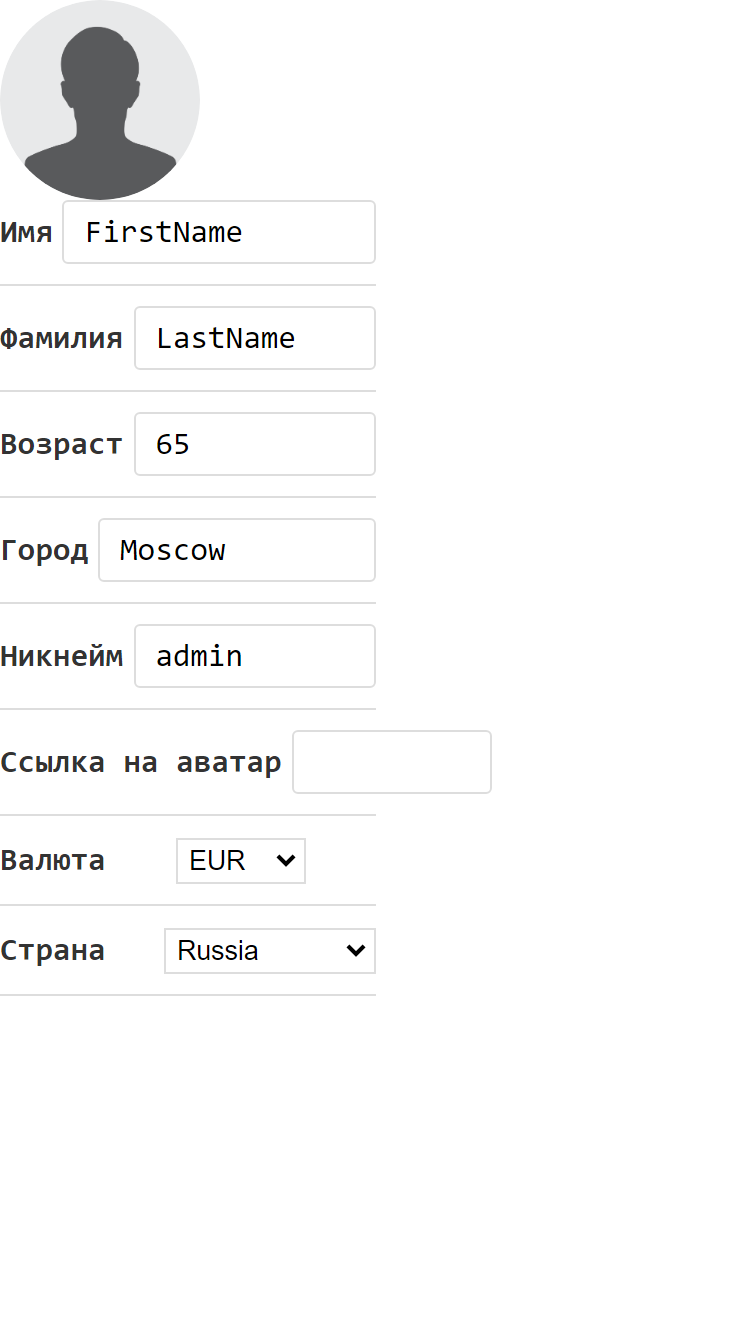 Имя FirstName
Фамилия LastName
Возраст 65
Город Moscow
Никнейм admin
Ссылка на аватар
Валюта EUR
Страна Russia